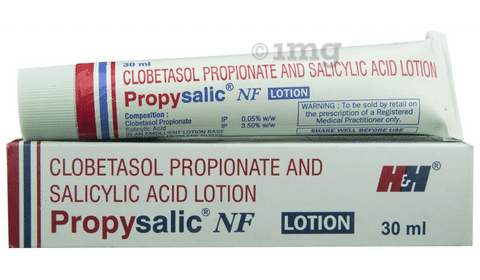 ©1mg
30 ml
CLOBETASOL PROPIONATE AND SALICYLIC ACID LOTION
Propysalic® NF LOTION
Composition :
Clobetasol Propionate IP 0.05% w/w
Salicylic Acid IP 3.50% w/w
IN AN EMOLLIENT LOTION BASE
WARNING : To be sold by retail on
the prescription of a Registered
Medical Practitioner only.
SHAKE WELL BEFORE USE
CLOBETASOL PROPIONATE AND
SALICYLIC ACID LOTION
Propysalic® NF LOTION
H&H
30 ml